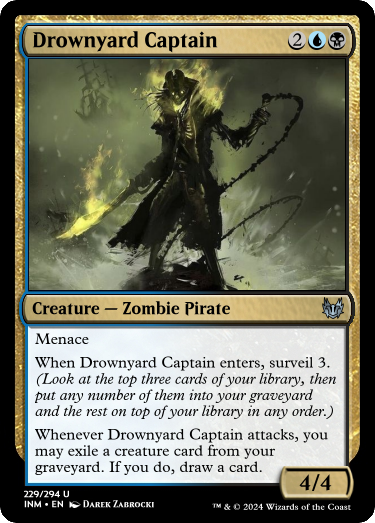 Drownyard Captain 2
Creature — Zombie Pirate
Menace
When Drownyard Captain enters, surveil 3.
(Look at the top three cards of your library, then
put any number of them into your graveyard
and the rest on top of your library in any order.)
Whenever Drownyard Captain attacks, you
may exile a creature card from your
graveyard. If you do, draw a card.
4/4
229/294 U
INM • EN Darek Zabrocki
™ & © 2024 Wizards of the Coast